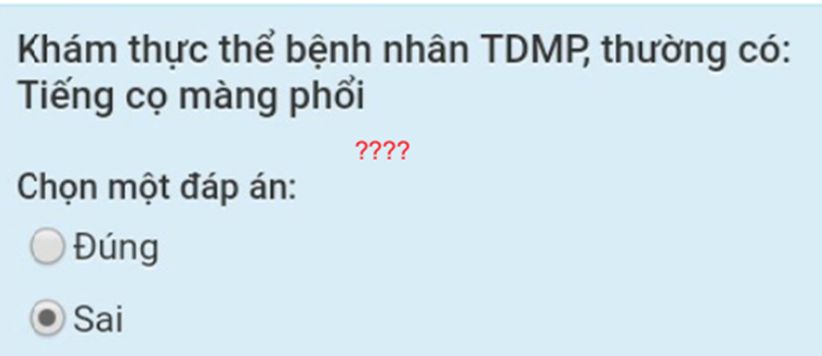 Khám thực thể bệnh nhân TDMP, thường có:
Tiếng cọ màng phổi
????
Chọn một đáp án:
Đúng
Sai